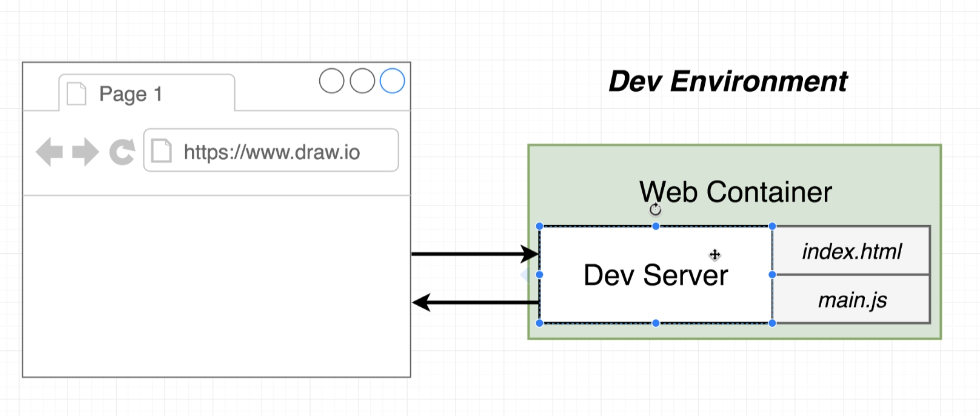 Page 1
https://www.draw.io
Dev Environment
Web Container
Dev Server
index.html
main.js